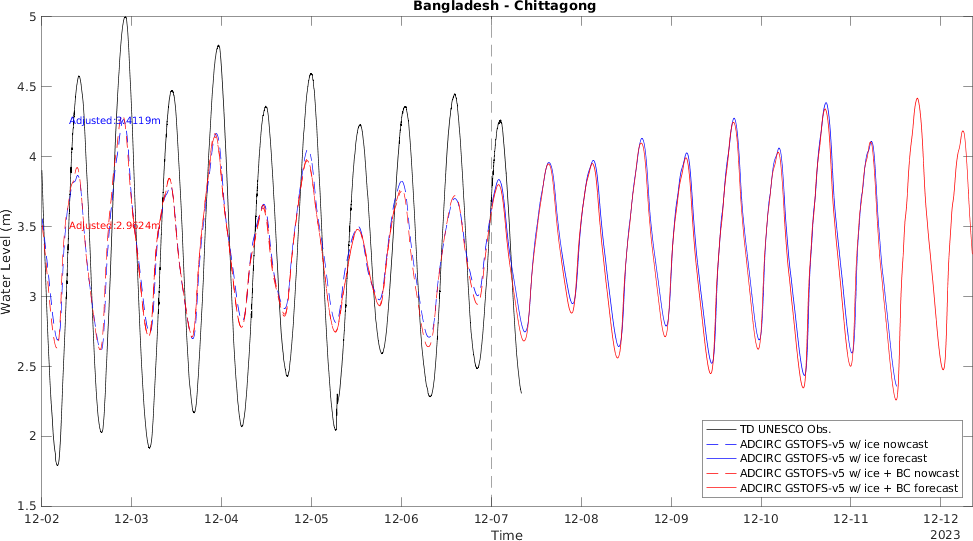 Bangladesh - Chittagong
5
4.5
4
3.5
3
2.5
2
1.5
Water Level (m)
Adjusted:3.4119m
Adjusted:2.9624m
TD UNESCO Obs.
ADCIRC GSTOFS-v5 w/ ice nowcast
ADCIRC GSTOFS-v5 w/ ice forecast
ADCIRC GSTOFS-v5 w/ ice + BC nowcast
ADCIRC GSTOFS-v5 w/ ice + BC forecast
12-02 12-03 12-04 12-05 12-06 12-07 12-08 12-09 12-10 12-11 12-12
2023
Time